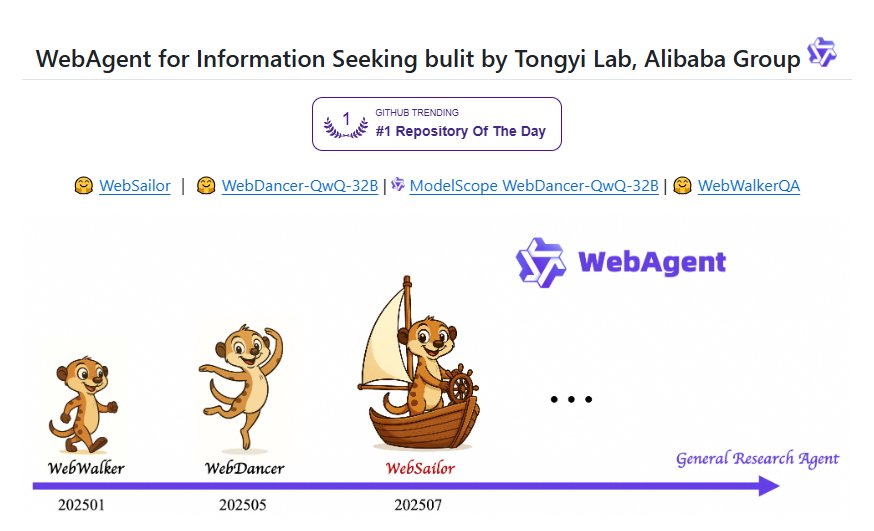 WebAgent for Information Seeking bulit by Tongyi Lab, Alibaba Group
1
GITHUB TRENDING
#1 Repository Of The Day
WebSailor | WebDancer-QwQ-32B | ModelScope WebDancer-QwQ-32B | WebWalkerQA
WebAgent
...
General Research Agent
WebWalker WebDancer WebSailor
202501 202505 202507